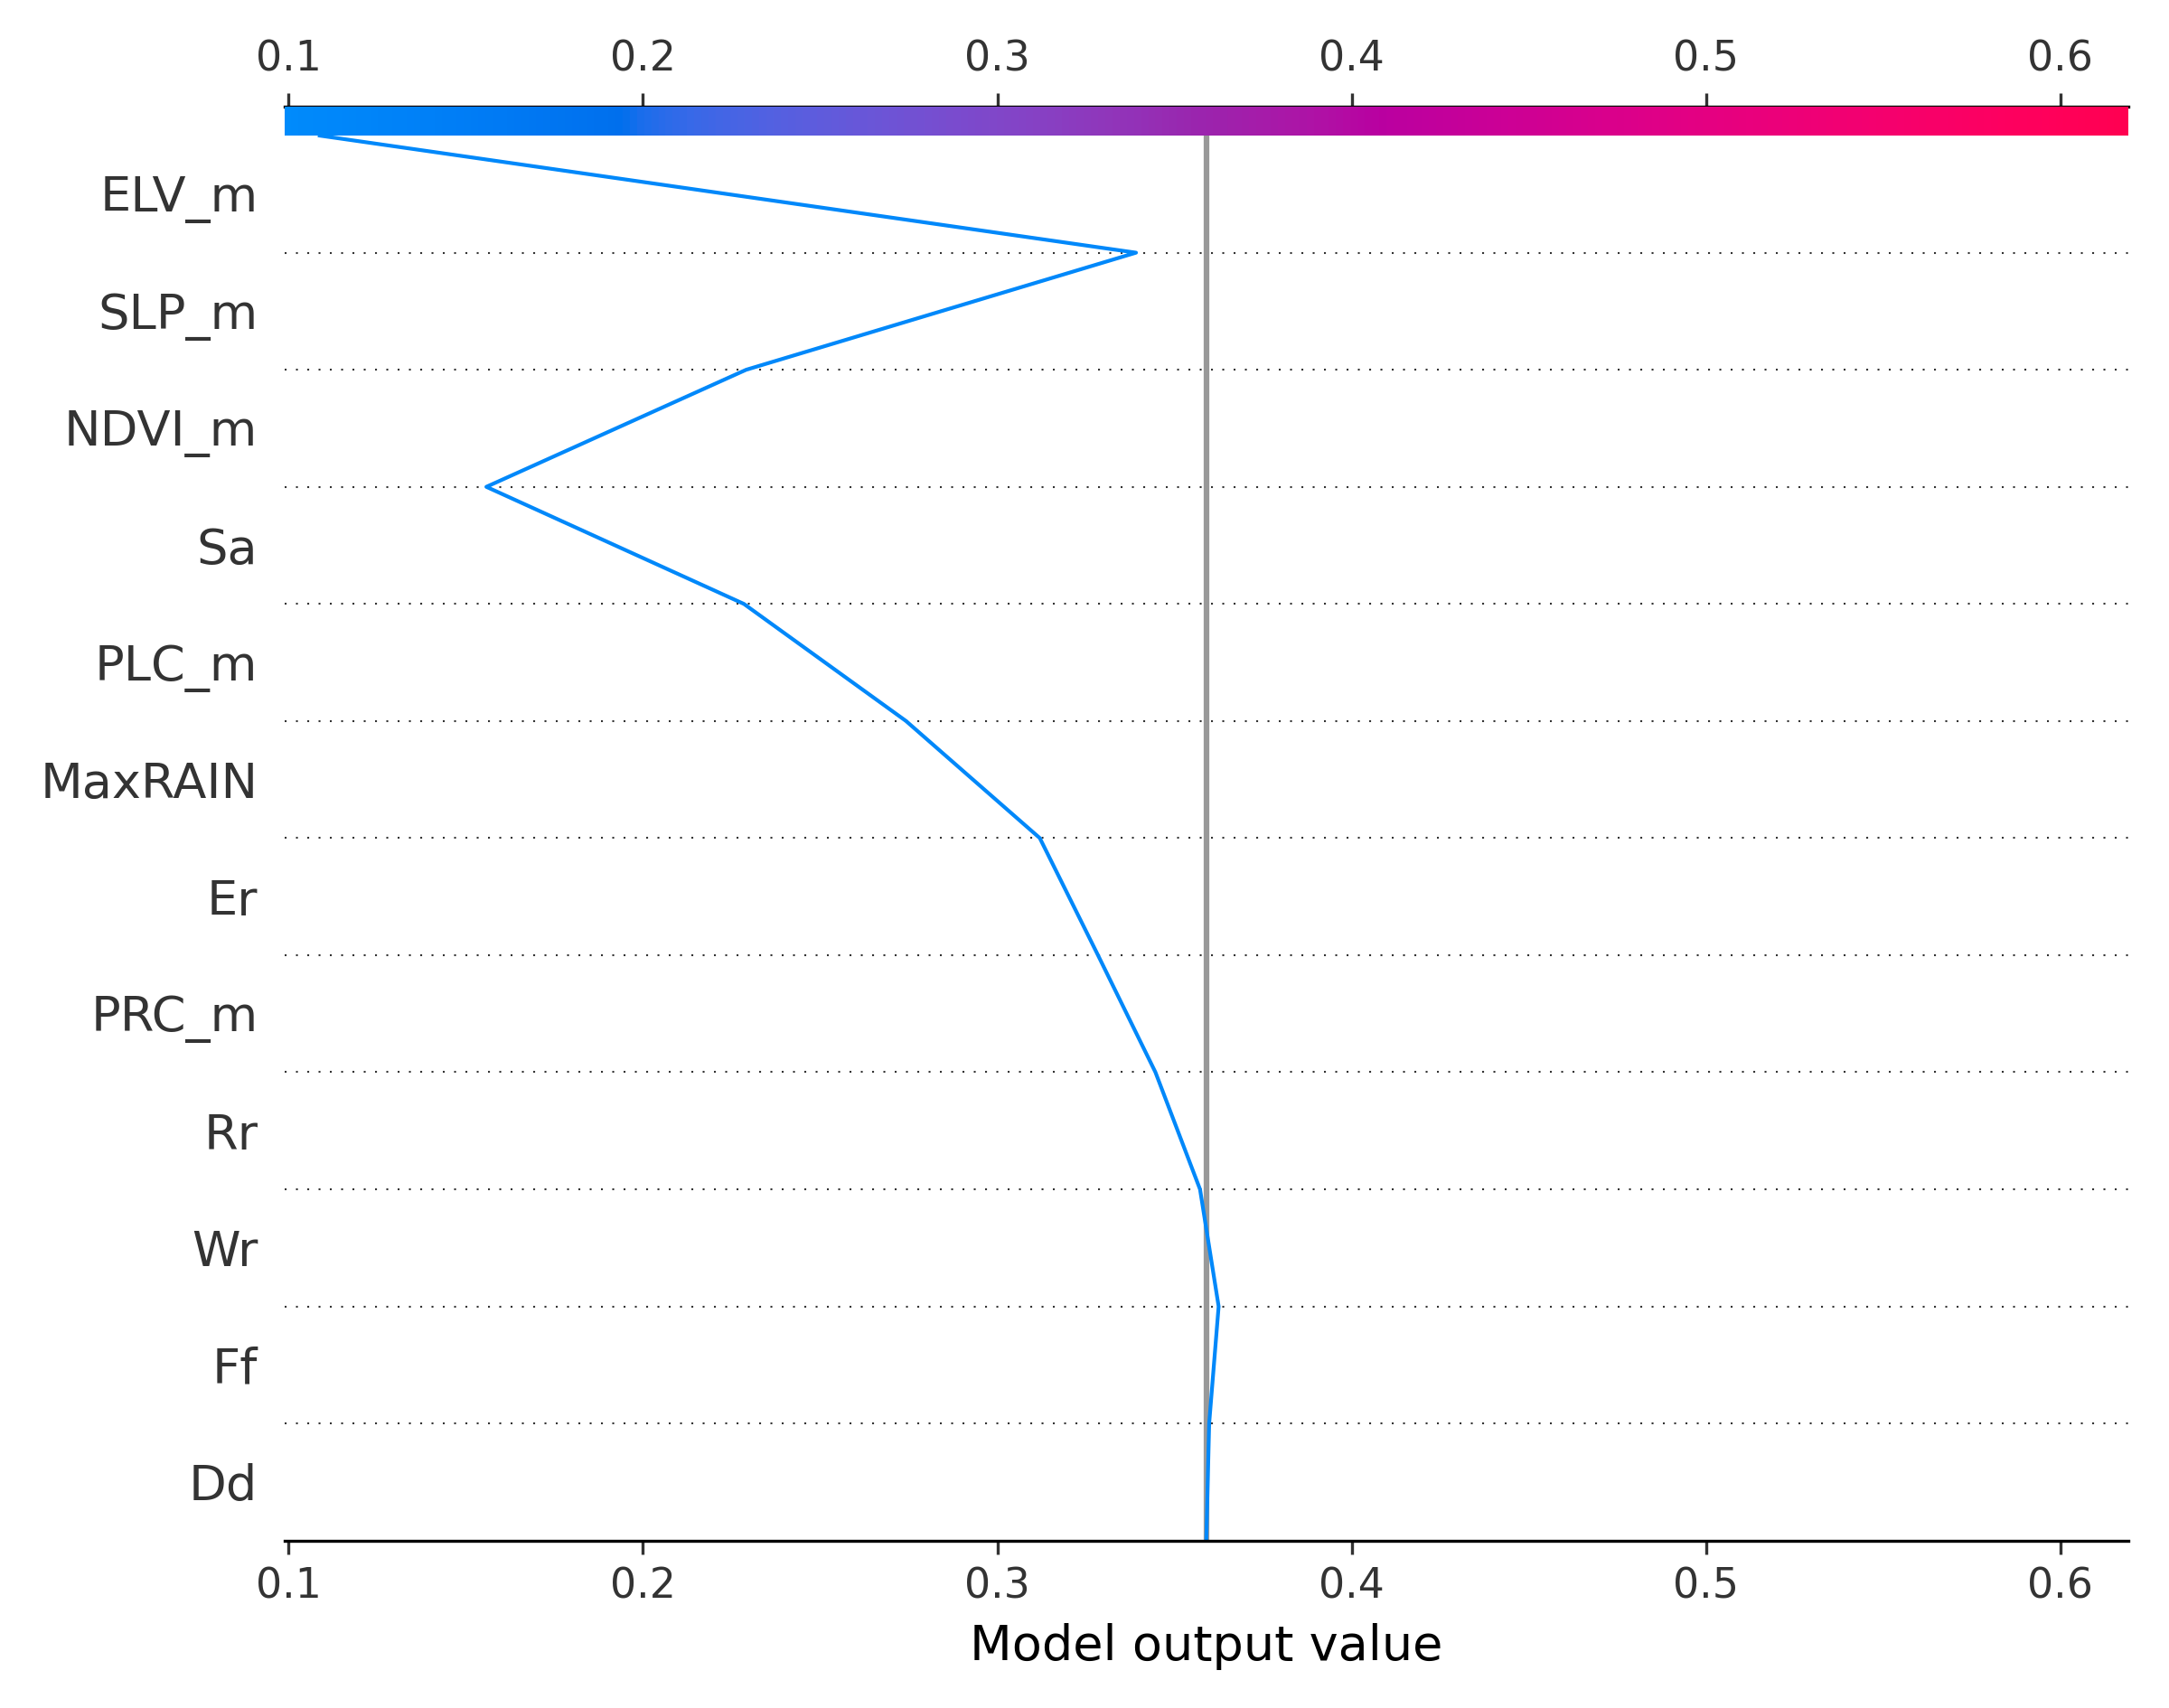 0.1 0.2 0.3 0.4 0.5 0.6
ELV_m
SLP_m
NDVI_m
Sa
PLC_m
MaxRAIN
Er
PRC_m
Rr
Wr
Ff
Dd
0.1 0.2 0.3 0.4 0.5 0.6
Model output value